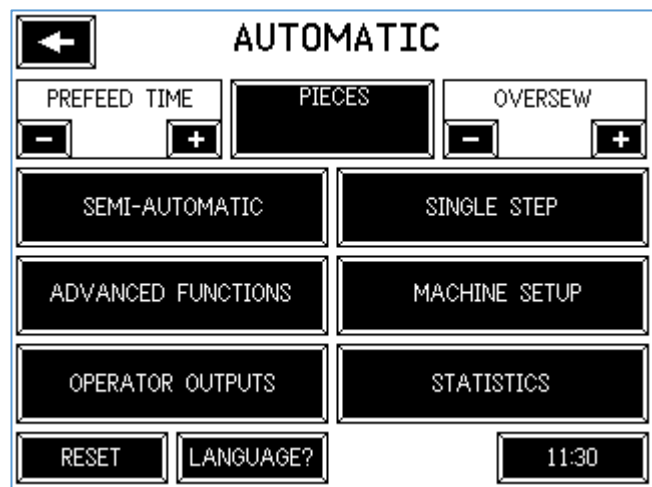 AUTOMATIC
PREFEED TIME PIECES OVERSEW
- + - +
SEMI-AUTOMATIC SINGLE STEP
ADVANCED FUNCTIONS MACHINE SETUP
OPERATOR OUTPUTS STATISTICS
RESET LANGUAGE? 11:30